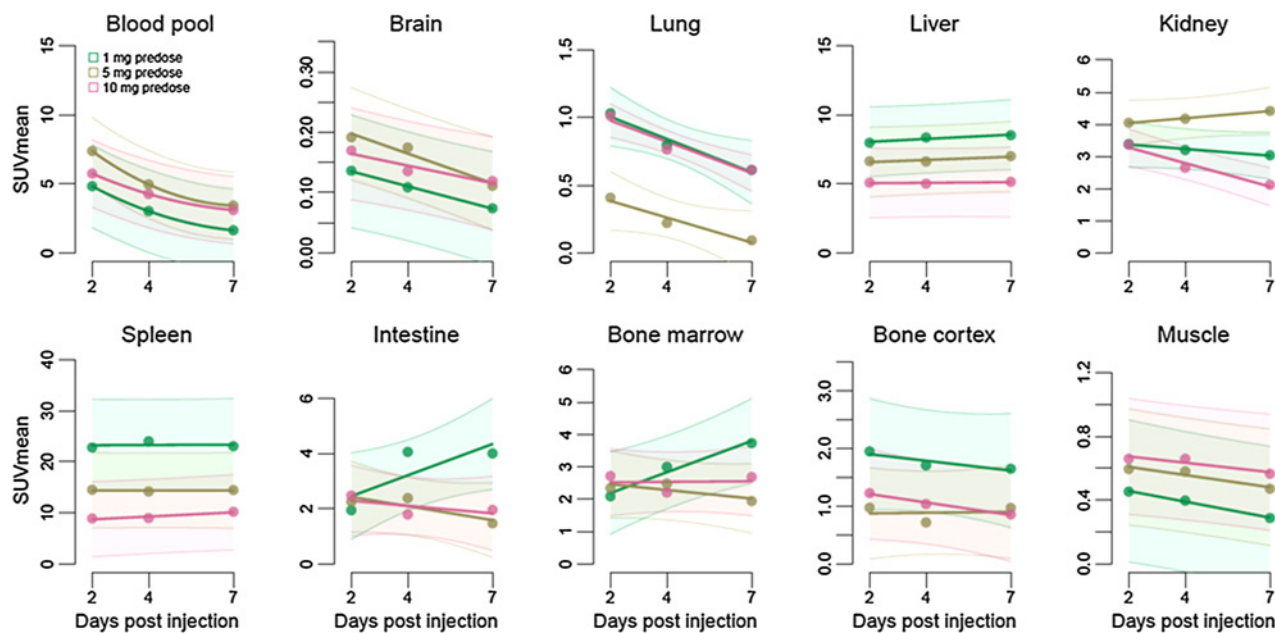 Blood pool Brain Lung Liver Kidney
SUVmean
15
10
5
0
1 mg predose
5 mg predose
10 mg predose
2 4 7
0.30
0.20
0.10
0.00
2 4 7
1.5
1.0
0.5
0.0
2 4 7
15
10
5
0
2 4 7
6
5
4
3
2
1
0
2 4 7
Spleen Intestine Bone marrow Bone cortex Muscle
SUVmean
40
30
20
10
0
2 4 7
Days post injection
6
4
2
0
2 4 7
Days post injection
6
5
4
3
2
1
0
2 4 7
Days post injection
3.0
2.0
1.0
0.0
2 4 7
Days post injection
1.2
0.8
0.4
0.0
2 4 7
Days post injection